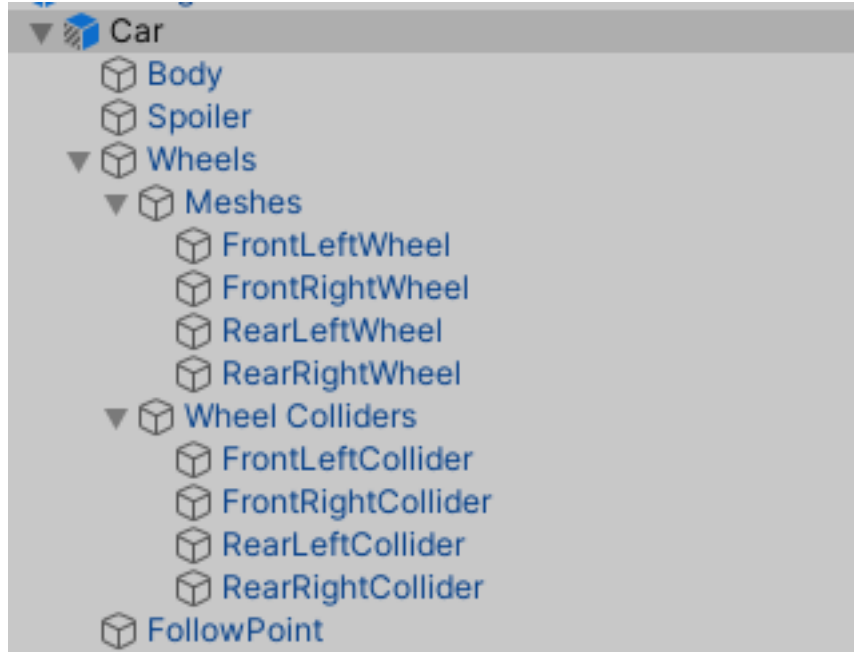 Car
Body
Spoiler
Wheels
Meshes
FrontLeftWheel
FrontRightWheel
RearLeftWheel
RearRightWheel
Wheel Colliders
FrontLeftCollider
FrontRightCollider
RearLeftCollider
RearRightCollider
FollowPoint